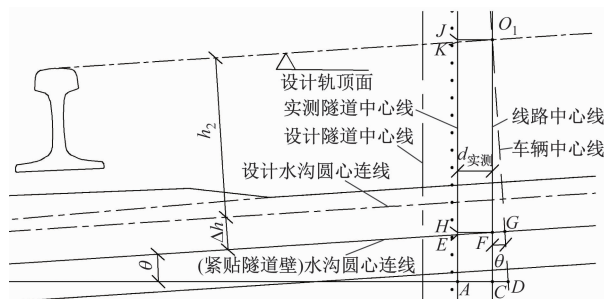 J
O₁
K
设计轨顶面
实测隧道中心线
线路中心线
h₂
设计隧道中心线
d实测
车辆中心线
设计水沟圆心连线
Δh
H
G
E
F
θ
(紧贴隧道壁)水沟圆心连线
θ
A
C
D